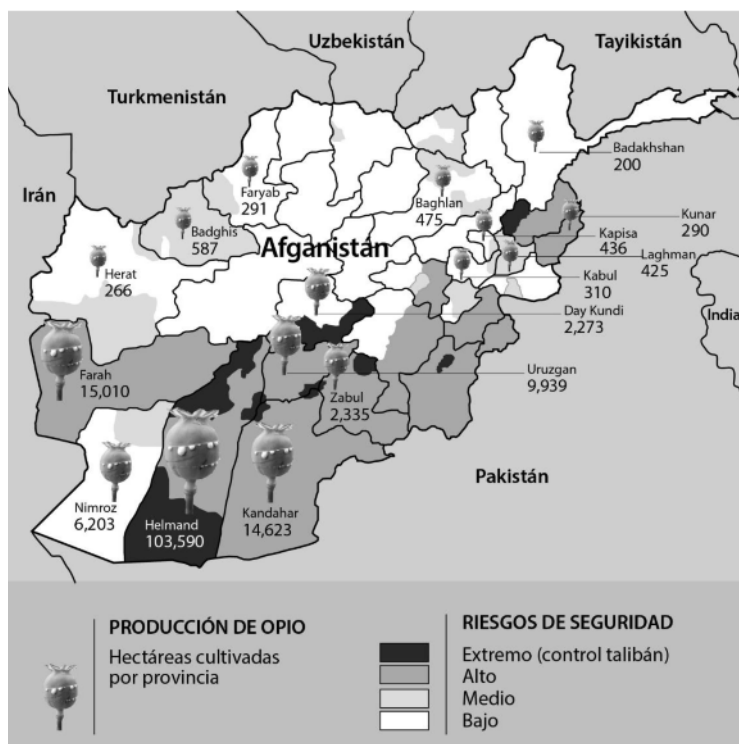 Uzbekistán
Tayikistán
Turkmenistán
Irán
Badakhshan
200
Faryab
291
Baghlan
475
Kunar
290
Badghis
587
Kapisa
436
Afganistán
Laghman
425
Herat
266
Kabul
310
India
Day Kundi
2,273
Farah
15,010
Uruzgan
9,939
Zabul
2,335
Pakistán
Nimroz
6,203
Helmand
103,590
Kandahar
14,623
PRODUCCIÓN DE OPIO
Hectáreas cultivadas
por provincia
RIESGOS DE SEGURIDAD
Extremo (control talibán)
Alto
Medio
Bajo